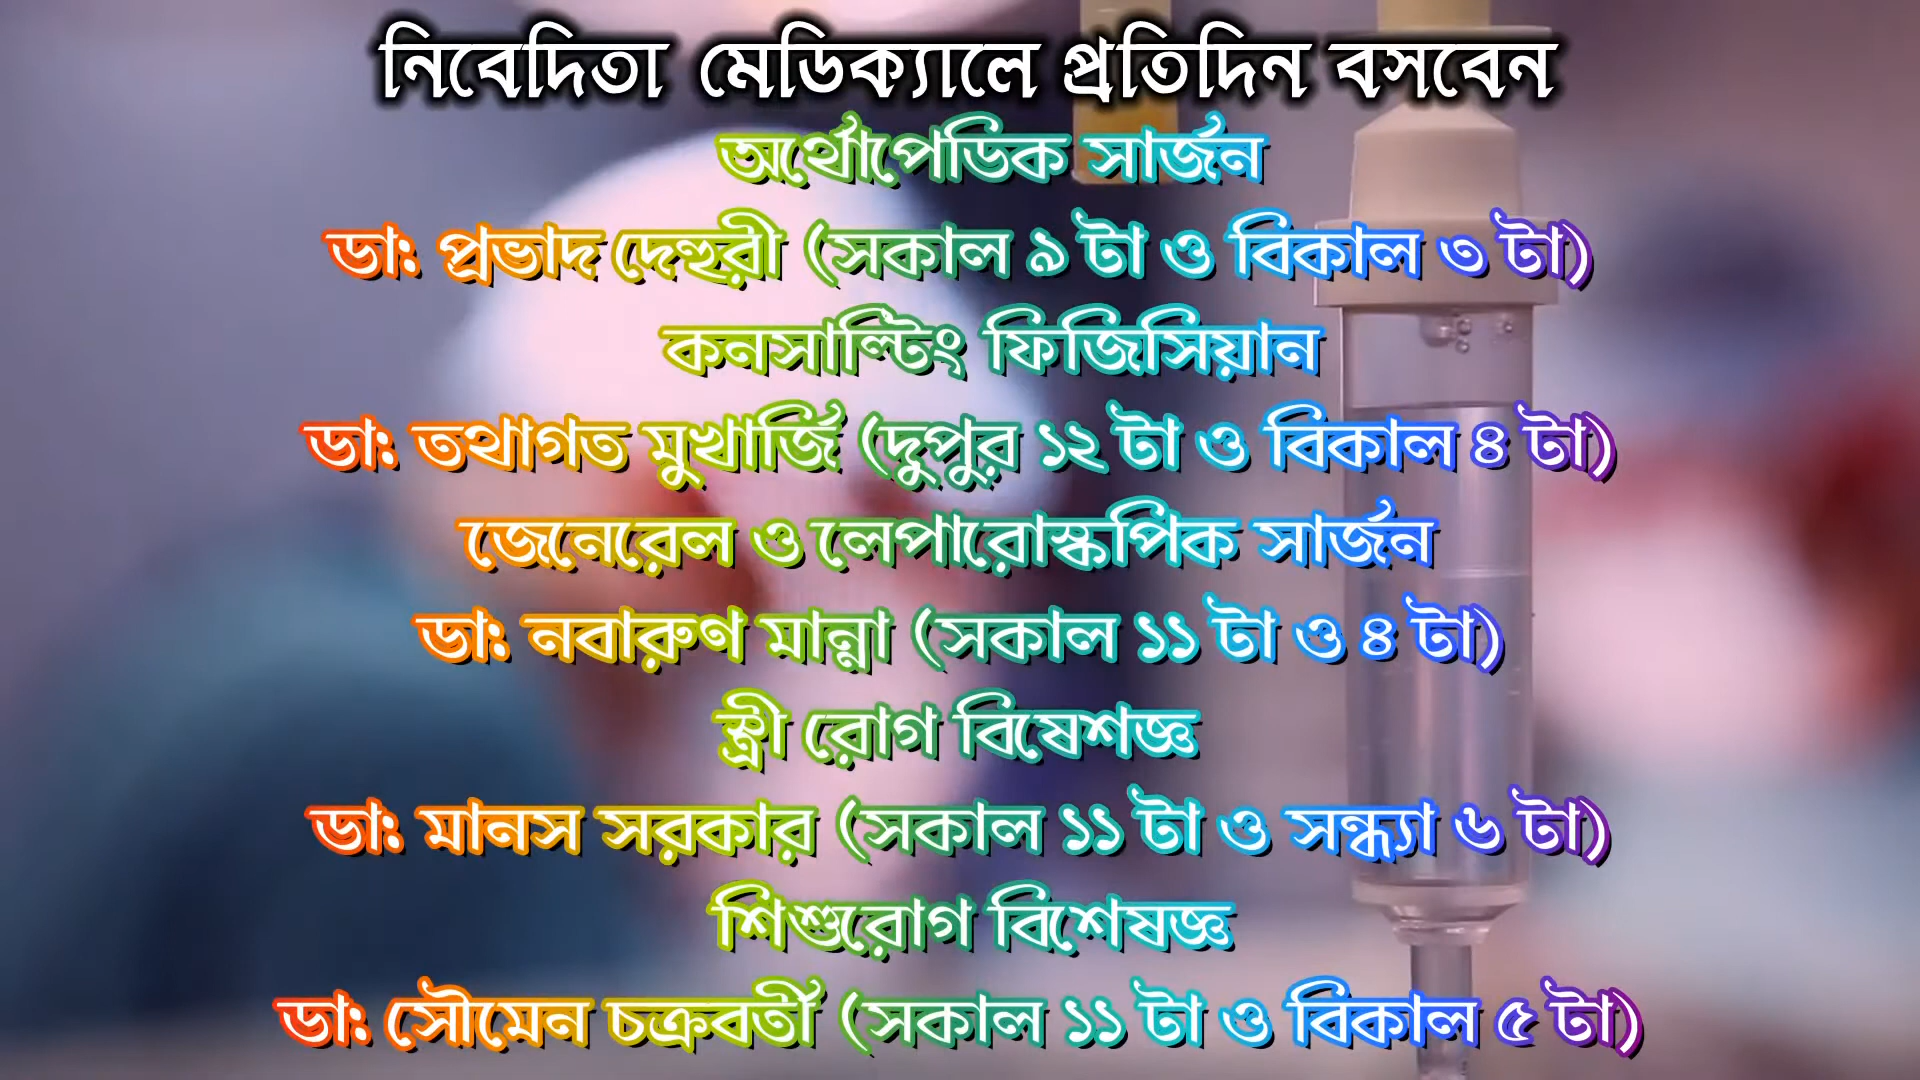 নিবেদিতা মেডিক্যালে প্রতিদিন বসবেন
অর্থোপেডিক সার্জন
ডা: প্রভাদ দেহুরী (সকাল ৯ টা ও বিকাল ৩ টা)
কনসাল্টিং ফিজিসিয়ান
ডা: তথাগত মুখার্জি (দুপুর ১২ টা ও বিকাল ৪ টা)
জেনেরেল ও লেপারোস্কপিক সার্জন
ডা: নবারুণ মান্না (সকাল ১১ টা ও ৪ টা)
স্ত্রী রোগ বিষেশজ্ঞ
ডা: মানস সরকার (সকাল ১১ টা ও সন্ধ্যা ৬ টা)
শিশুরোগ বিশেষজ্ঞ
ডা: সৌমেন চক্রবর্তী (সকাল ১১ টা ও বিকাল ৫ টা)